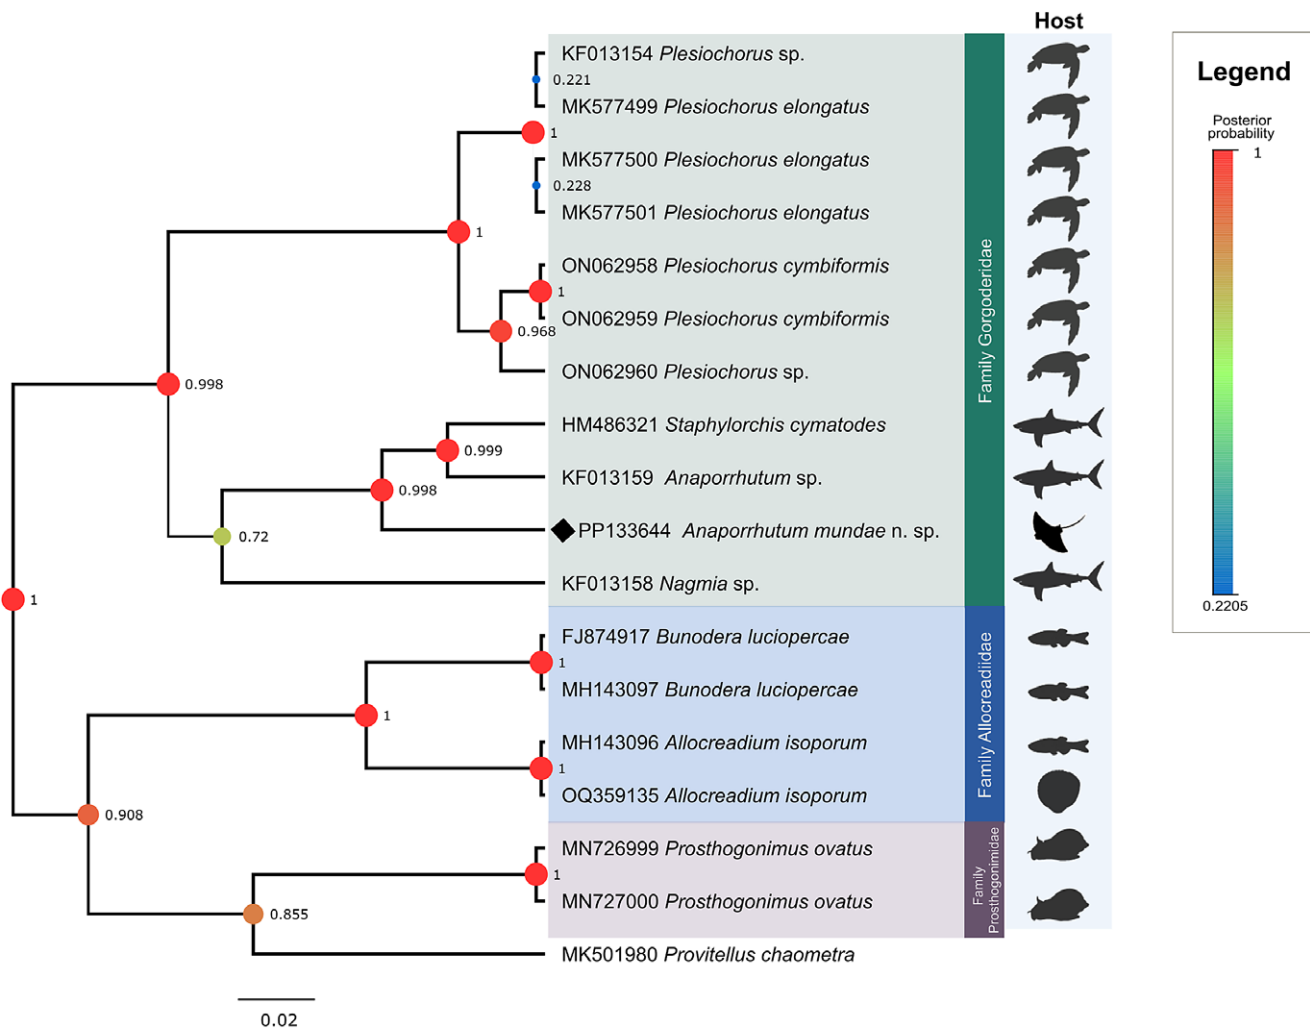 Host
KF013154 Plesiochorus sp.
0.221
MK577499 Plesiochorus elongatus
1
MK577500 Plesiochorus elongatus
0.228
MK577501 Plesiochorus elongatus
1
ON062958 Plesiochorus cymbiformis
1
ON062959 Plesiochorus cymbiformis
0.968
ON062960 Plesiochorus sp.
0.998
HM486321 Staphylorchis cymatodes
0.999
KF013159 Anaporrhutum sp.
0.998
PP133644 Anaporrhutum mundae n. sp.
0.72
KF013158 Nagmia sp.
1
FJ874917 Bunodera luciopercae
1
MH143097 Bunodera luciopercae
1
MH143096 Allocreadium isoporum
1
OQ359135 Allocreadium isoporum
0.908
MN726999 Prosthogonimus ovatus
1
MN727000 Prosthogonimus ovatus
0.855
MK501980 Provitellus chaometra
0.02
Family Gorgoderidae
Family Allocreadiidae
Family
Prosthogonimidae
Legend
Posterior
probability
1
0.2205